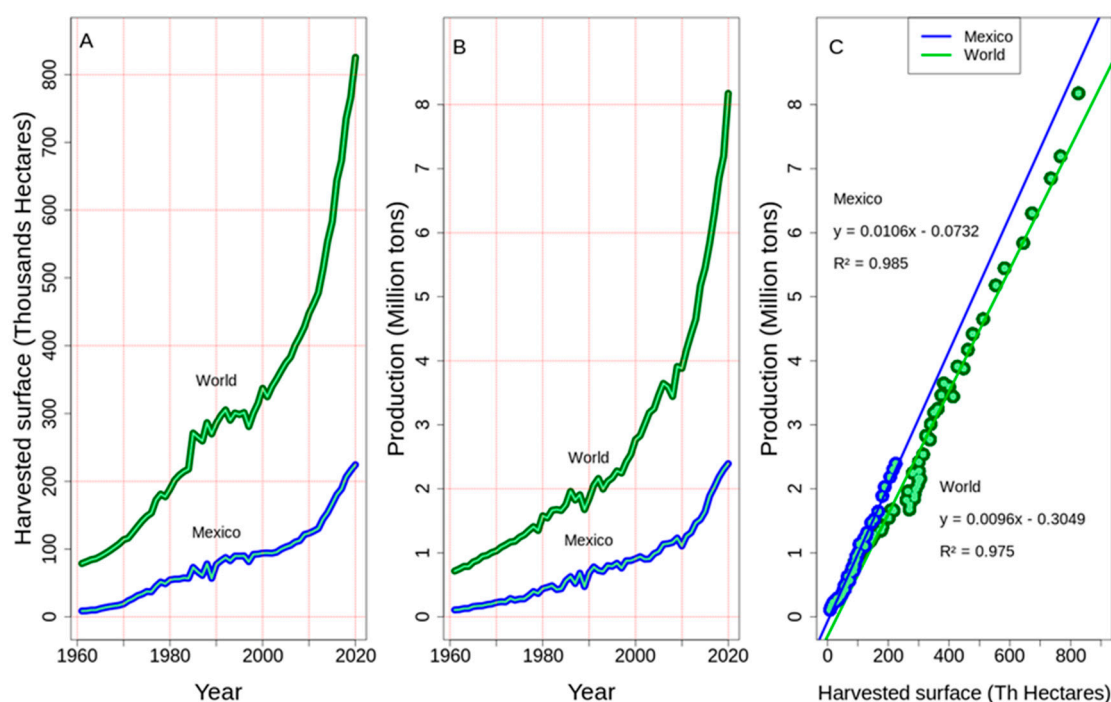 A
Harvested surface (Thousands Hectares)
0
100
200
300
400
500
600
700
800
World
Mexico
1960
1980
2000
2020
Year
B
Production (Million tons)
0
1
2
3
4
5
6
7
8
World
Mexico
1960
1980
2000
2020
Year
C
Mexico
World
Production (Million tons)
0
1
2
3
4
5
6
7
8
Mexico
y = 0.0106x - 0.0732
R² = 0.985
World
y = 0.0096x - 0.3049
R² = 0.975
0
200
400
600
800
Harvested surface (Th Hectares)